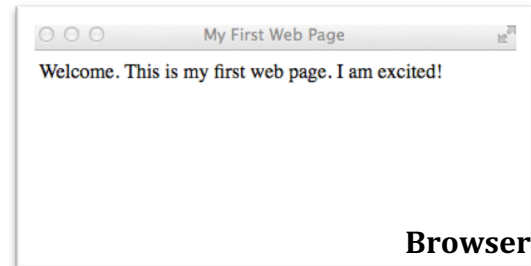 My First Web Page
Welcome. This is my first web page. I am excited!
Browser